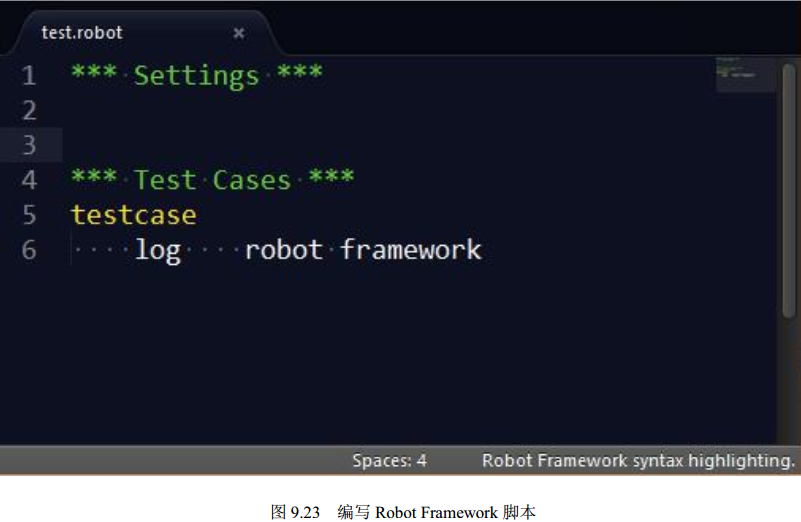 test.robot ×
1 *** Settings ***
2
3
4 *** Test Cases ***
5 testcase
6     log    robot framework
Spaces: 4 Robot Framework syntax highlighting.
图 9.23 编写 Robot Framework 脚本